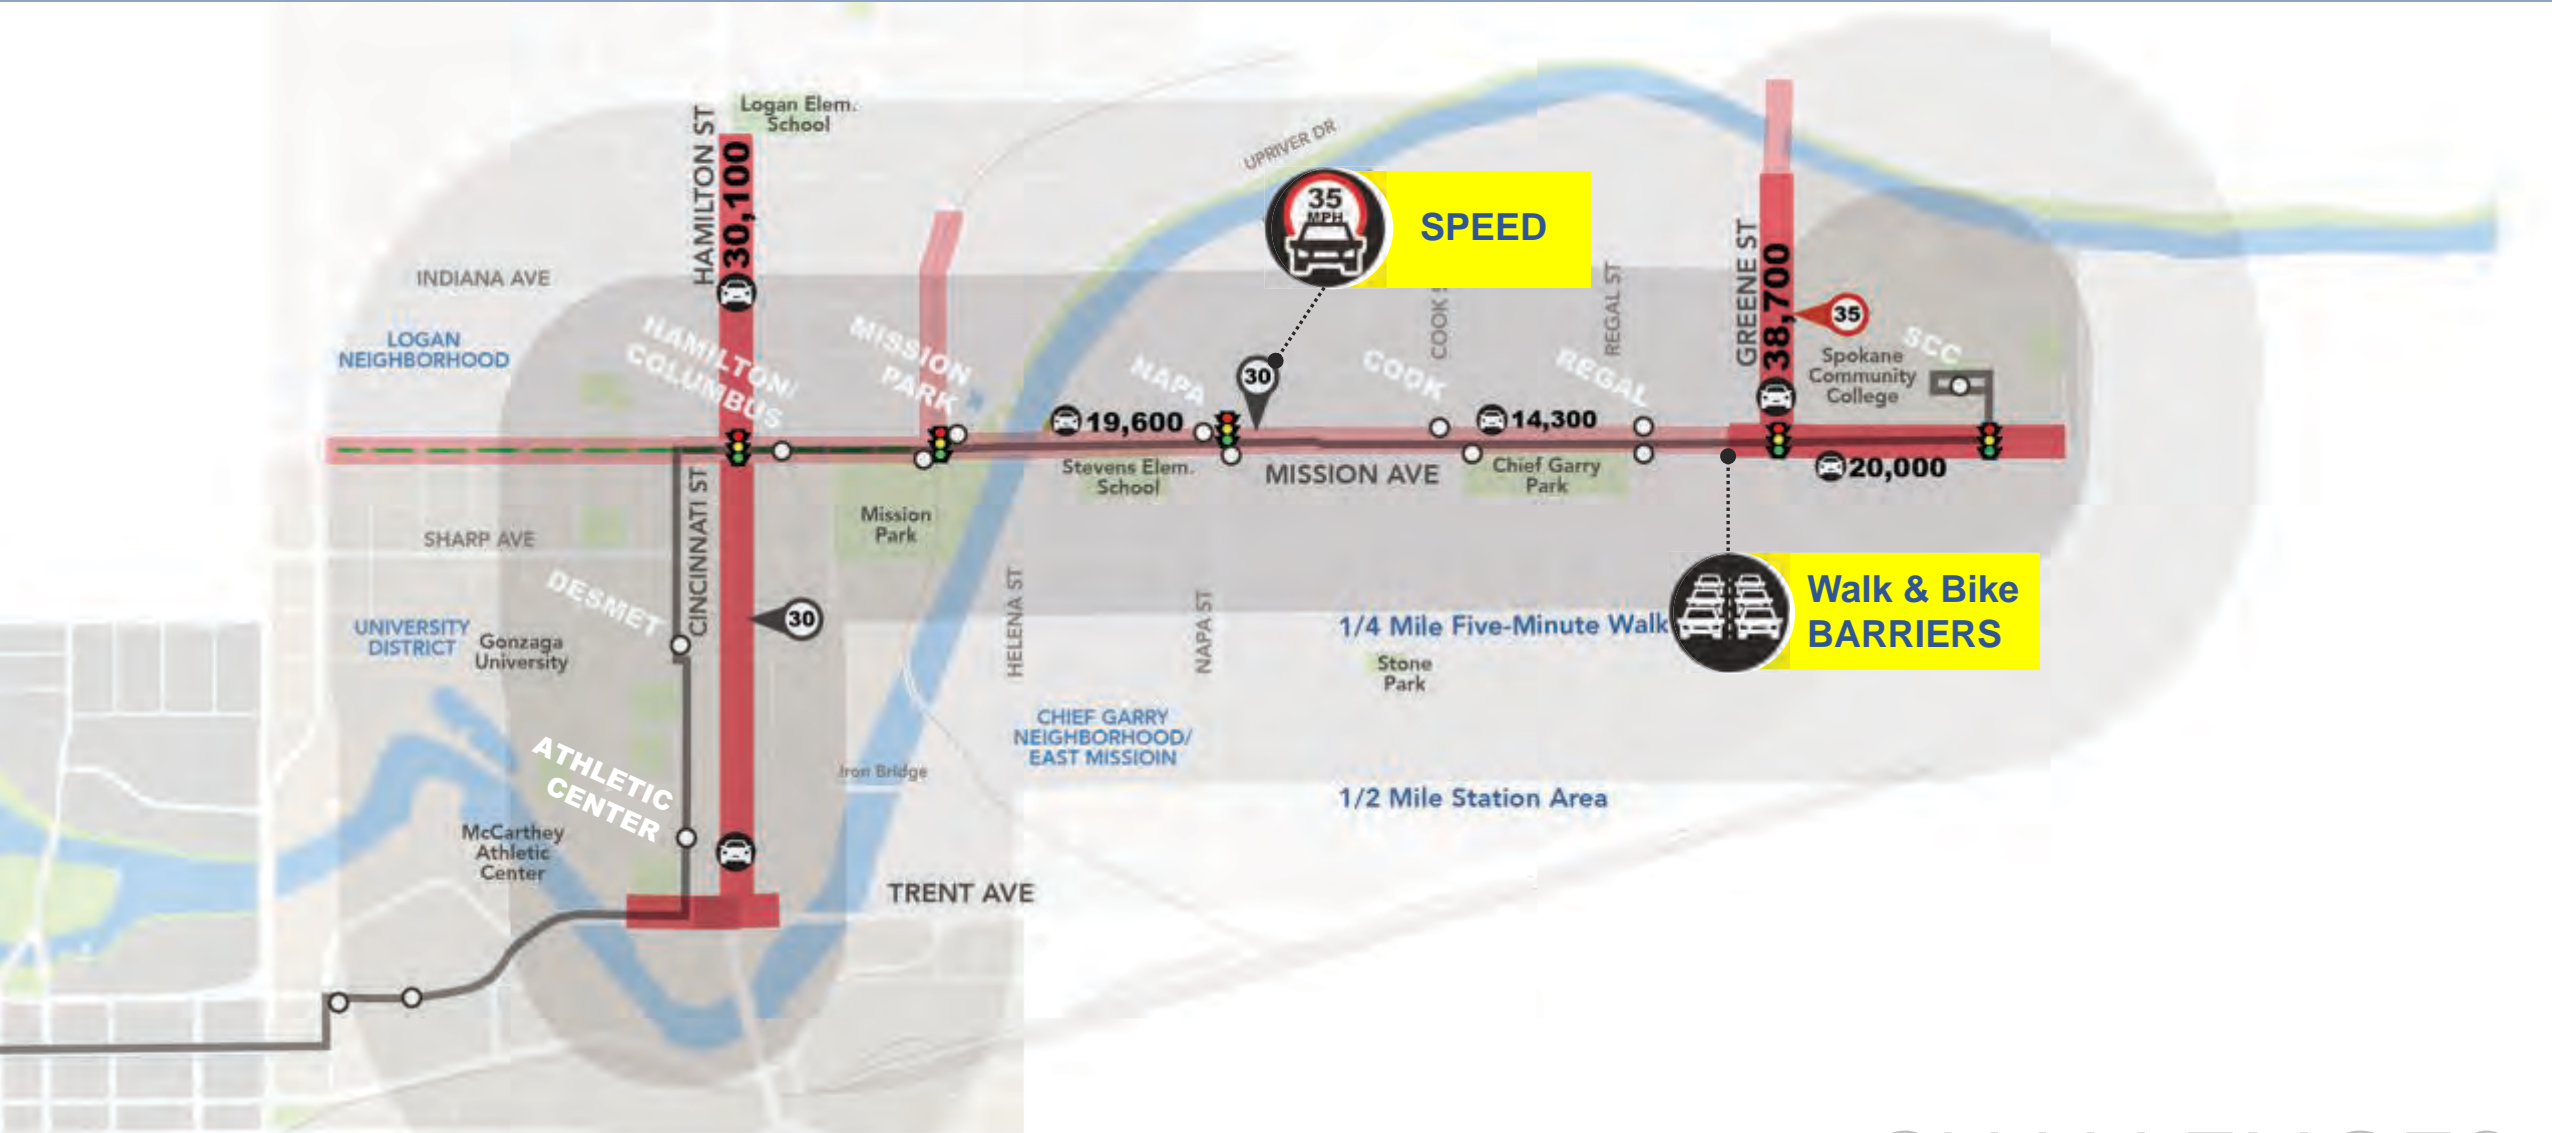 Logan Elem.
School
HAMILTON ST
30,100
UPRIVER DR
35
MPH
SPEED
INDIANA AVE
LOGAN
NEIGHBORHOOD
HAMILTON/
COLUMBUS
MISSION
PARK
NAPA
30
COOK
COOK
REGAL ST
REGAL
GREENE ST
38,700
35
SCC
Spokane
Community
College
19,600
14,300
20,000
Stevens Elem.
School
MISSION AVE
Chief Garry
Park
CINCINNATI ST
Mission
Park
SHARP AVE
DESMET
UNIVERSITY
DISTRICT
Gonzaga
University
30
HELENA ST
NAPA ST
1/4 Mile Five-Minute Walk
Walk & Bike
BARRIERS
Stone
Park
CHIEF GARRY
NEIGHBORHOOD/
EAST MISSIOIN
ATHLETIC
CENTER
Iron Bridge
1/2 Mile Station Area
McCarthey
Athletic
Center
TRENT AVE